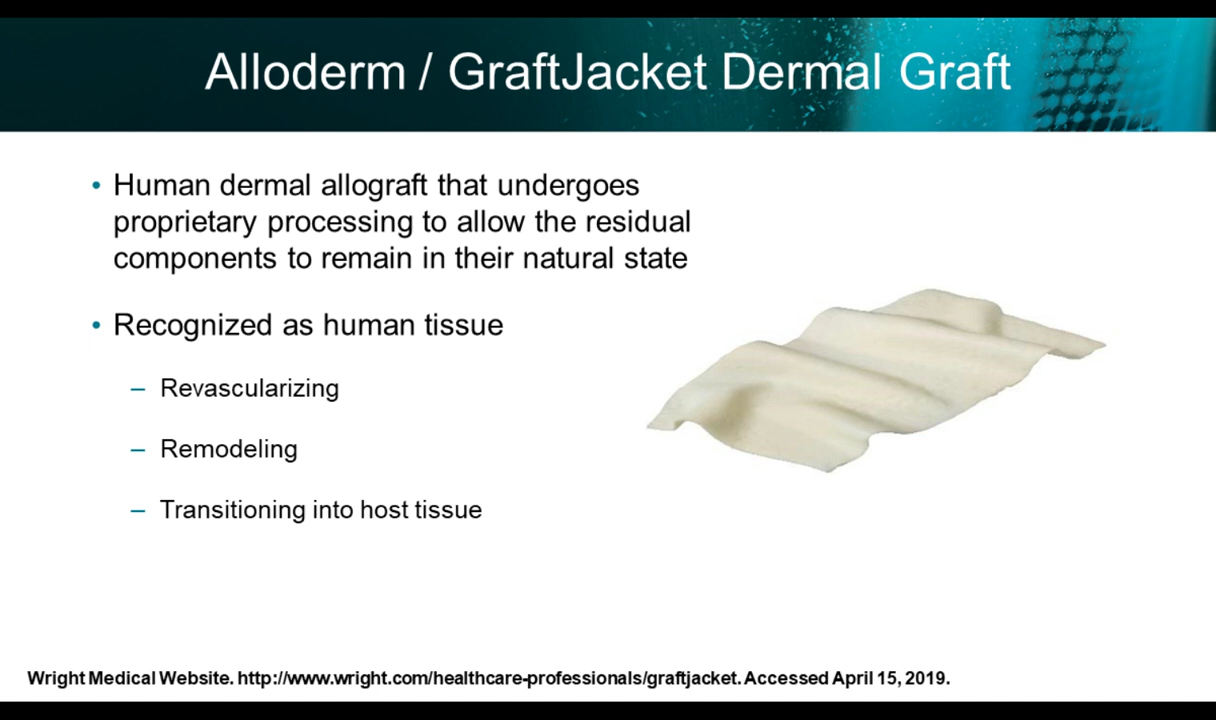 Alloderm / GraftJacket Dermal Graft
• Human dermal allograft that undergoes
proprietary processing to allow the residual
components to remain in their natural state
• Recognized as human tissue
– Revascularizing
– Remodeling
– Transitioning into host tissue
Wright Medical Website. http://www.wright.com/healthcare-professionals/graftjacket. Accessed April 15, 2019.